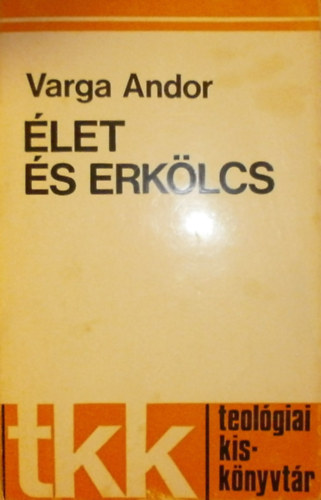 Varga Andor
ÉLET
ÉS ERKÖLCS
tkk
teológiai
kis-
könyvtár